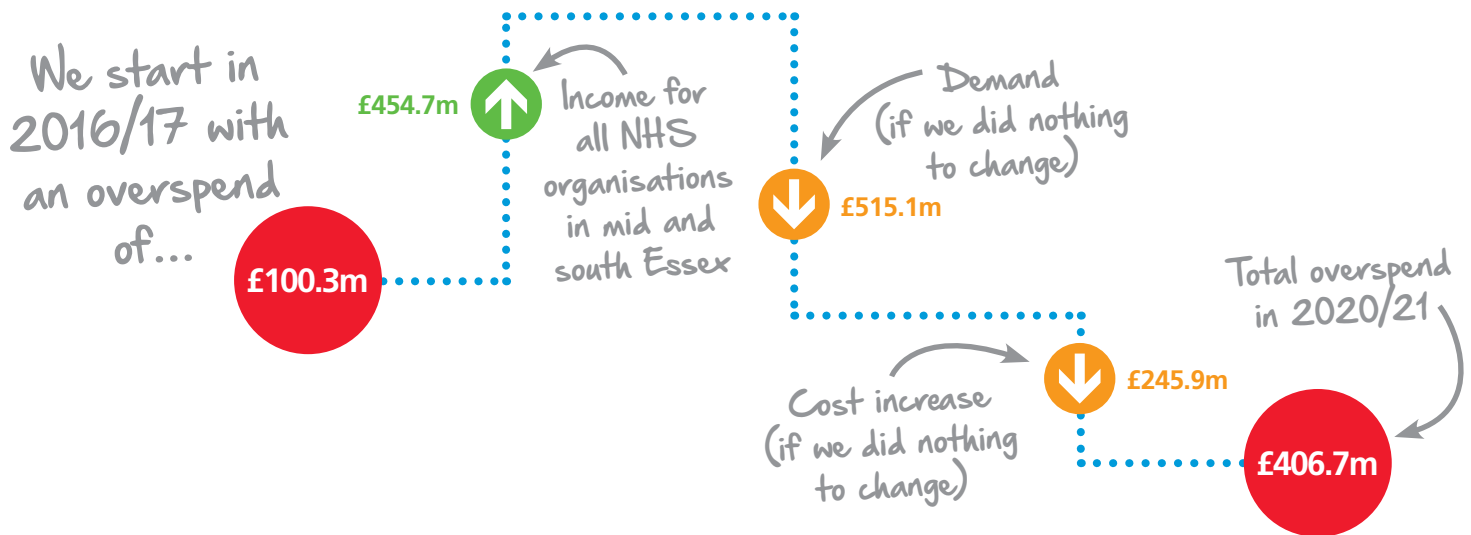 We start in
2016/17 with
an overspend
of...
£100.3m
£454.7m
Income for
all NHS
organisations
in mid and
south Essex
Demand
(if we did nothing
to change)
£515.1m
Cost increase
(if we did nothing
to change)
£245.9m
Total overspend
in 2020/21
£406.7m